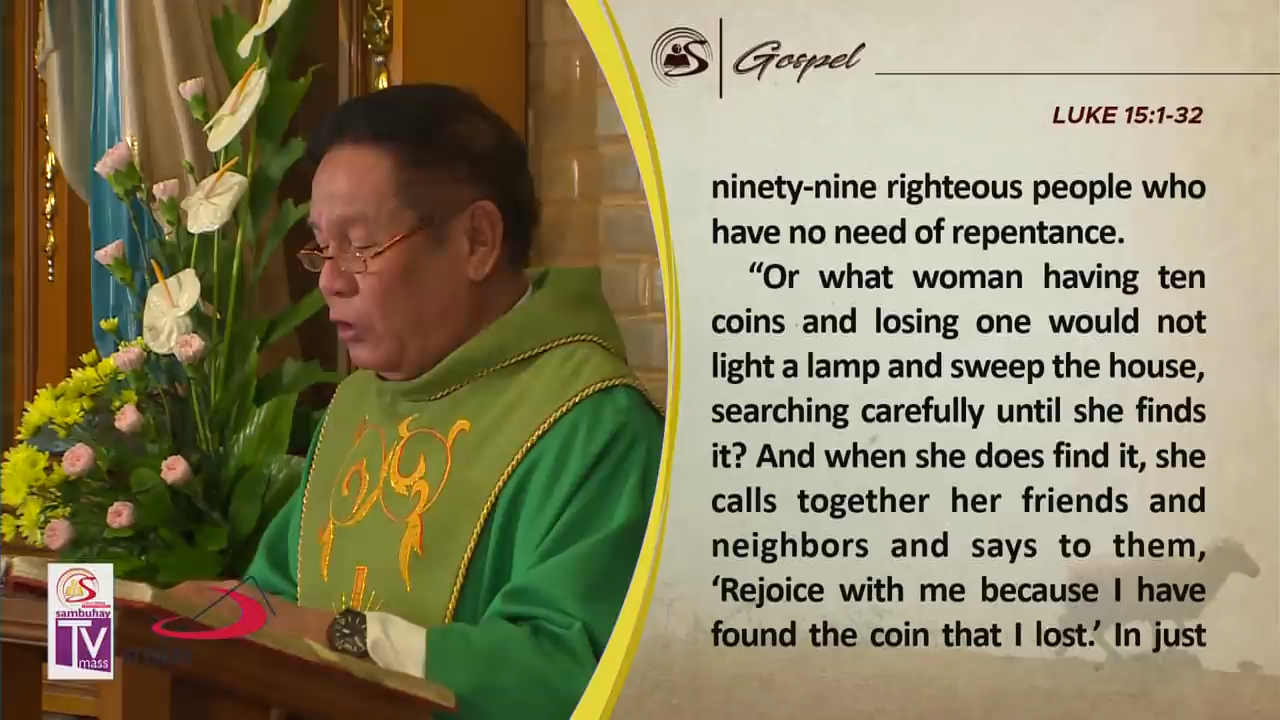 Gospel
LUKE 15:1-32
ninety-nine righteous people who
have no need of repentance.
“Or what woman having ten
coins and losing one would not
light a lamp and sweep the house,
searching carefully until she finds
it? And when she does find it, she
calls together her friends and
neighbors and says to them,
‘Rejoice with me because I have
found the coin that I lost.’ In just
sambuhay
TV
mass